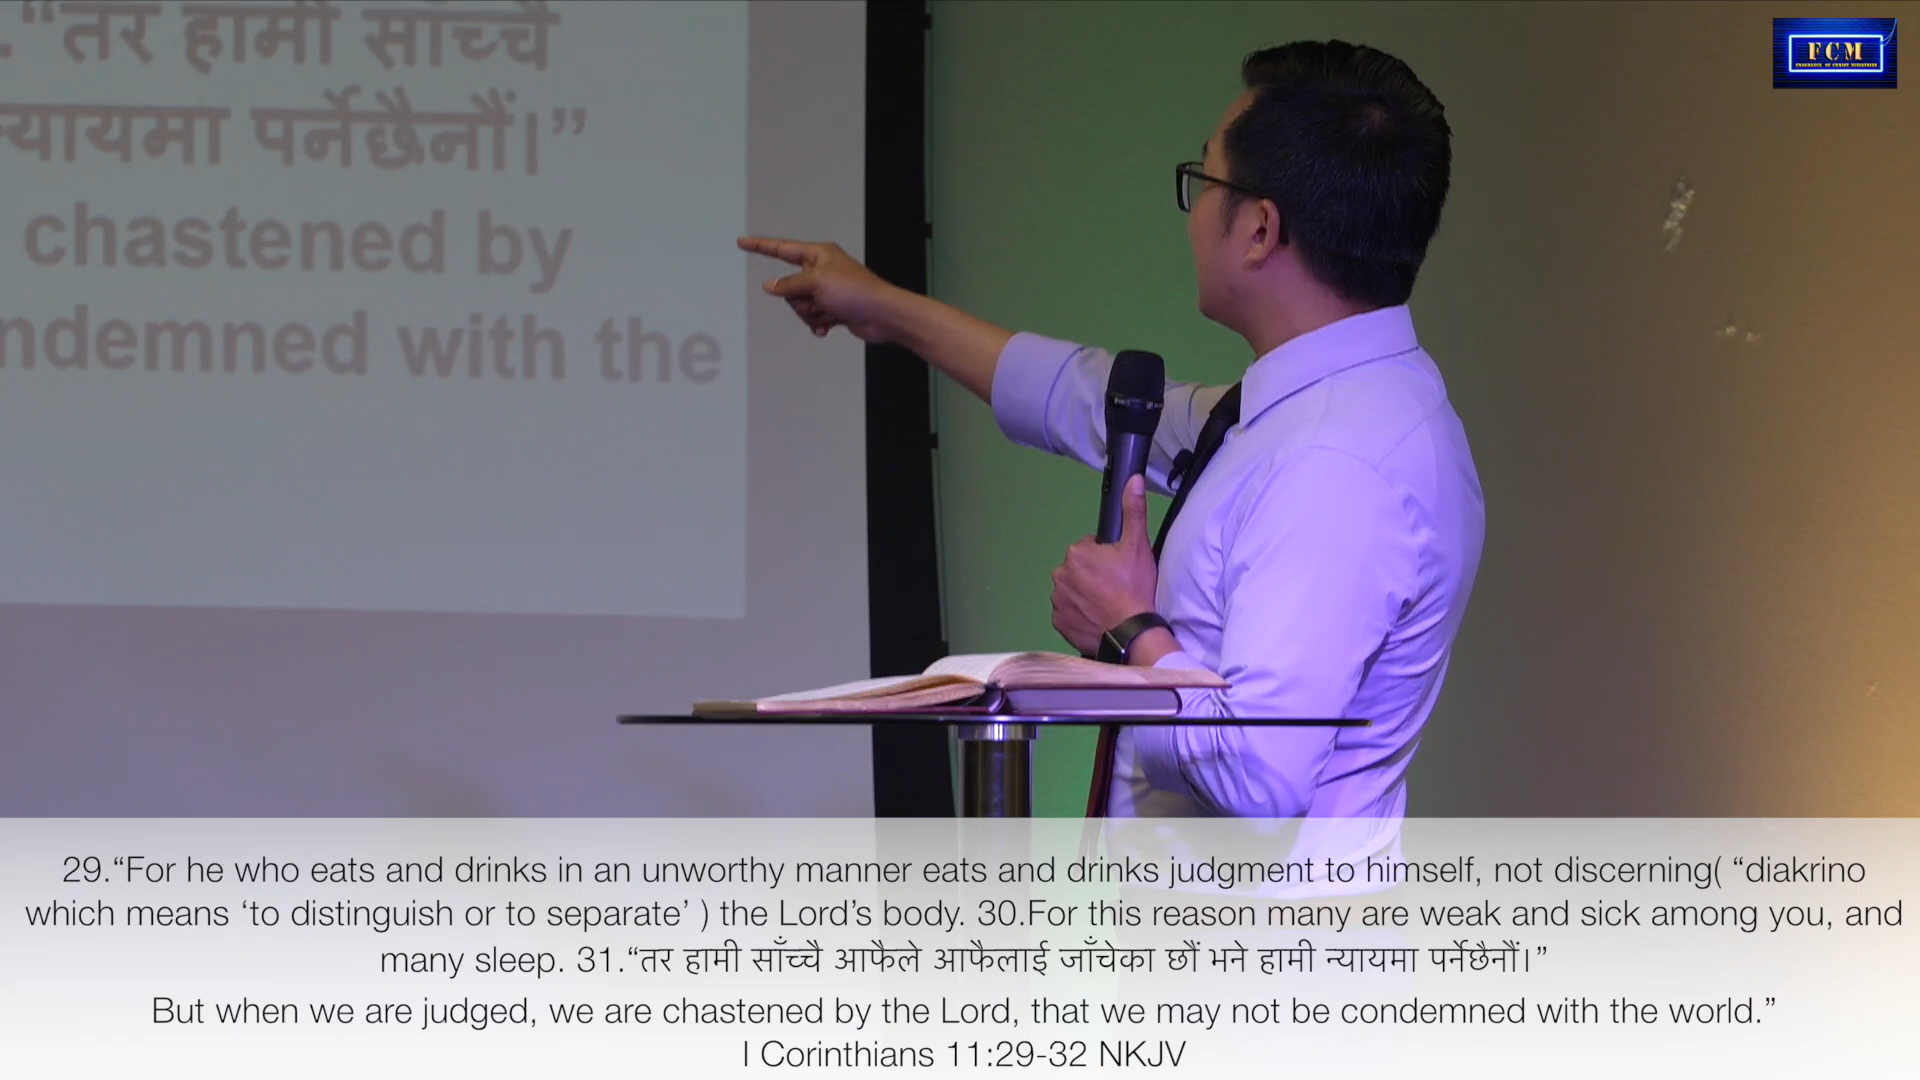 “तर हामी साँच्चै
न्यायमा पर्नेछैनौं।”
chastened by
ndemned with the
FCM
FRAGRANCE OF CHRIST MINISTRIES
29.“For he who eats and drinks in an unworthy manner eats and drinks judgment to himself, not discerning( “diakrino
which means ‘to distinguish or to separate’ ) the Lord’s body. 30.For this reason many are weak and sick among you, and
many sleep. 31.“तर हामी साँच्चै आफैले आफैलाई जाँचेका छौं भने हामी न्यायमा पर्नेछैनौं।”
But when we are judged, we are chastened by the Lord, that we may not be condemned with the world.”
I Corinthians 11:29-32 NKJV